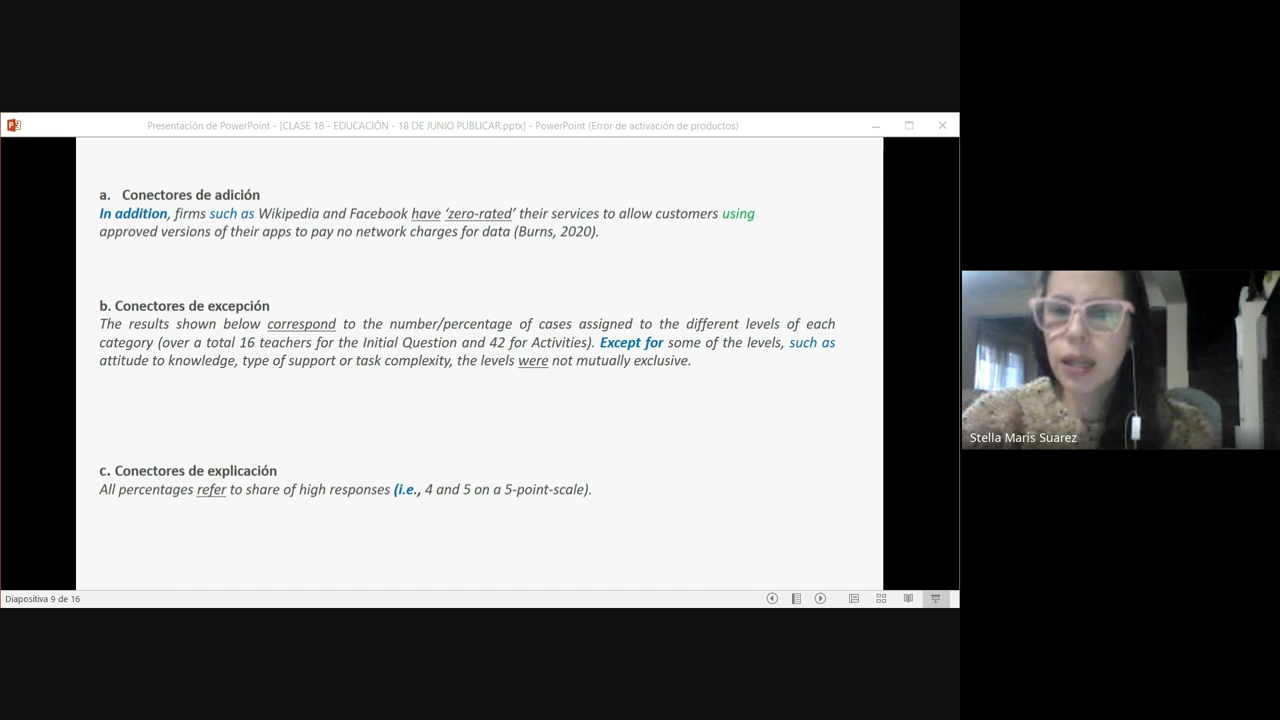 Presentación de PowerPoint - [CLASE 18 - EDUCACIÓN - 18 DE JUNIO PUBLICAR.pptx] - PowerPoint (Error de activación de productos)
a. Conectores de adición
In addition, firms such as Wikipedia and Facebook have ‘zero-rated’ their services to allow customers using
approved versions of their apps to pay no network charges for data (Burns, 2020).
b. Conectores de excepción
The results shown below correspond to the number/percentage of cases assigned to the different levels of each
category (over a total 16 teachers for the Initial Question and 42 for Activities). Except for some of the levels, such as
attitude to knowledge, type of support or task complexity, the levels were not mutually exclusive.
c. Conectores de explicación
All percentages refer to share of high responses (i.e., 4 and 5 on a 5-point-scale).
Stella Maris Suarez
Diapositiva 9 de 16